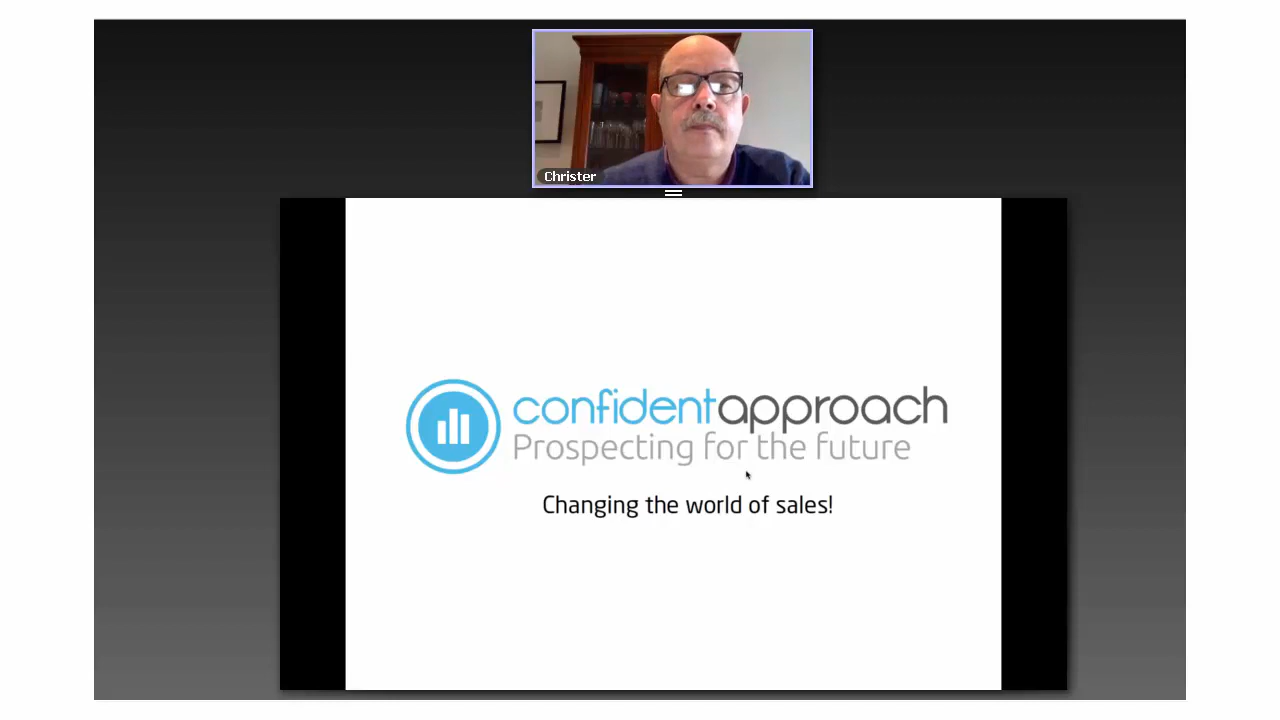 Christer
confidentapproach
Prospecting for the future
Changing the world of sales!